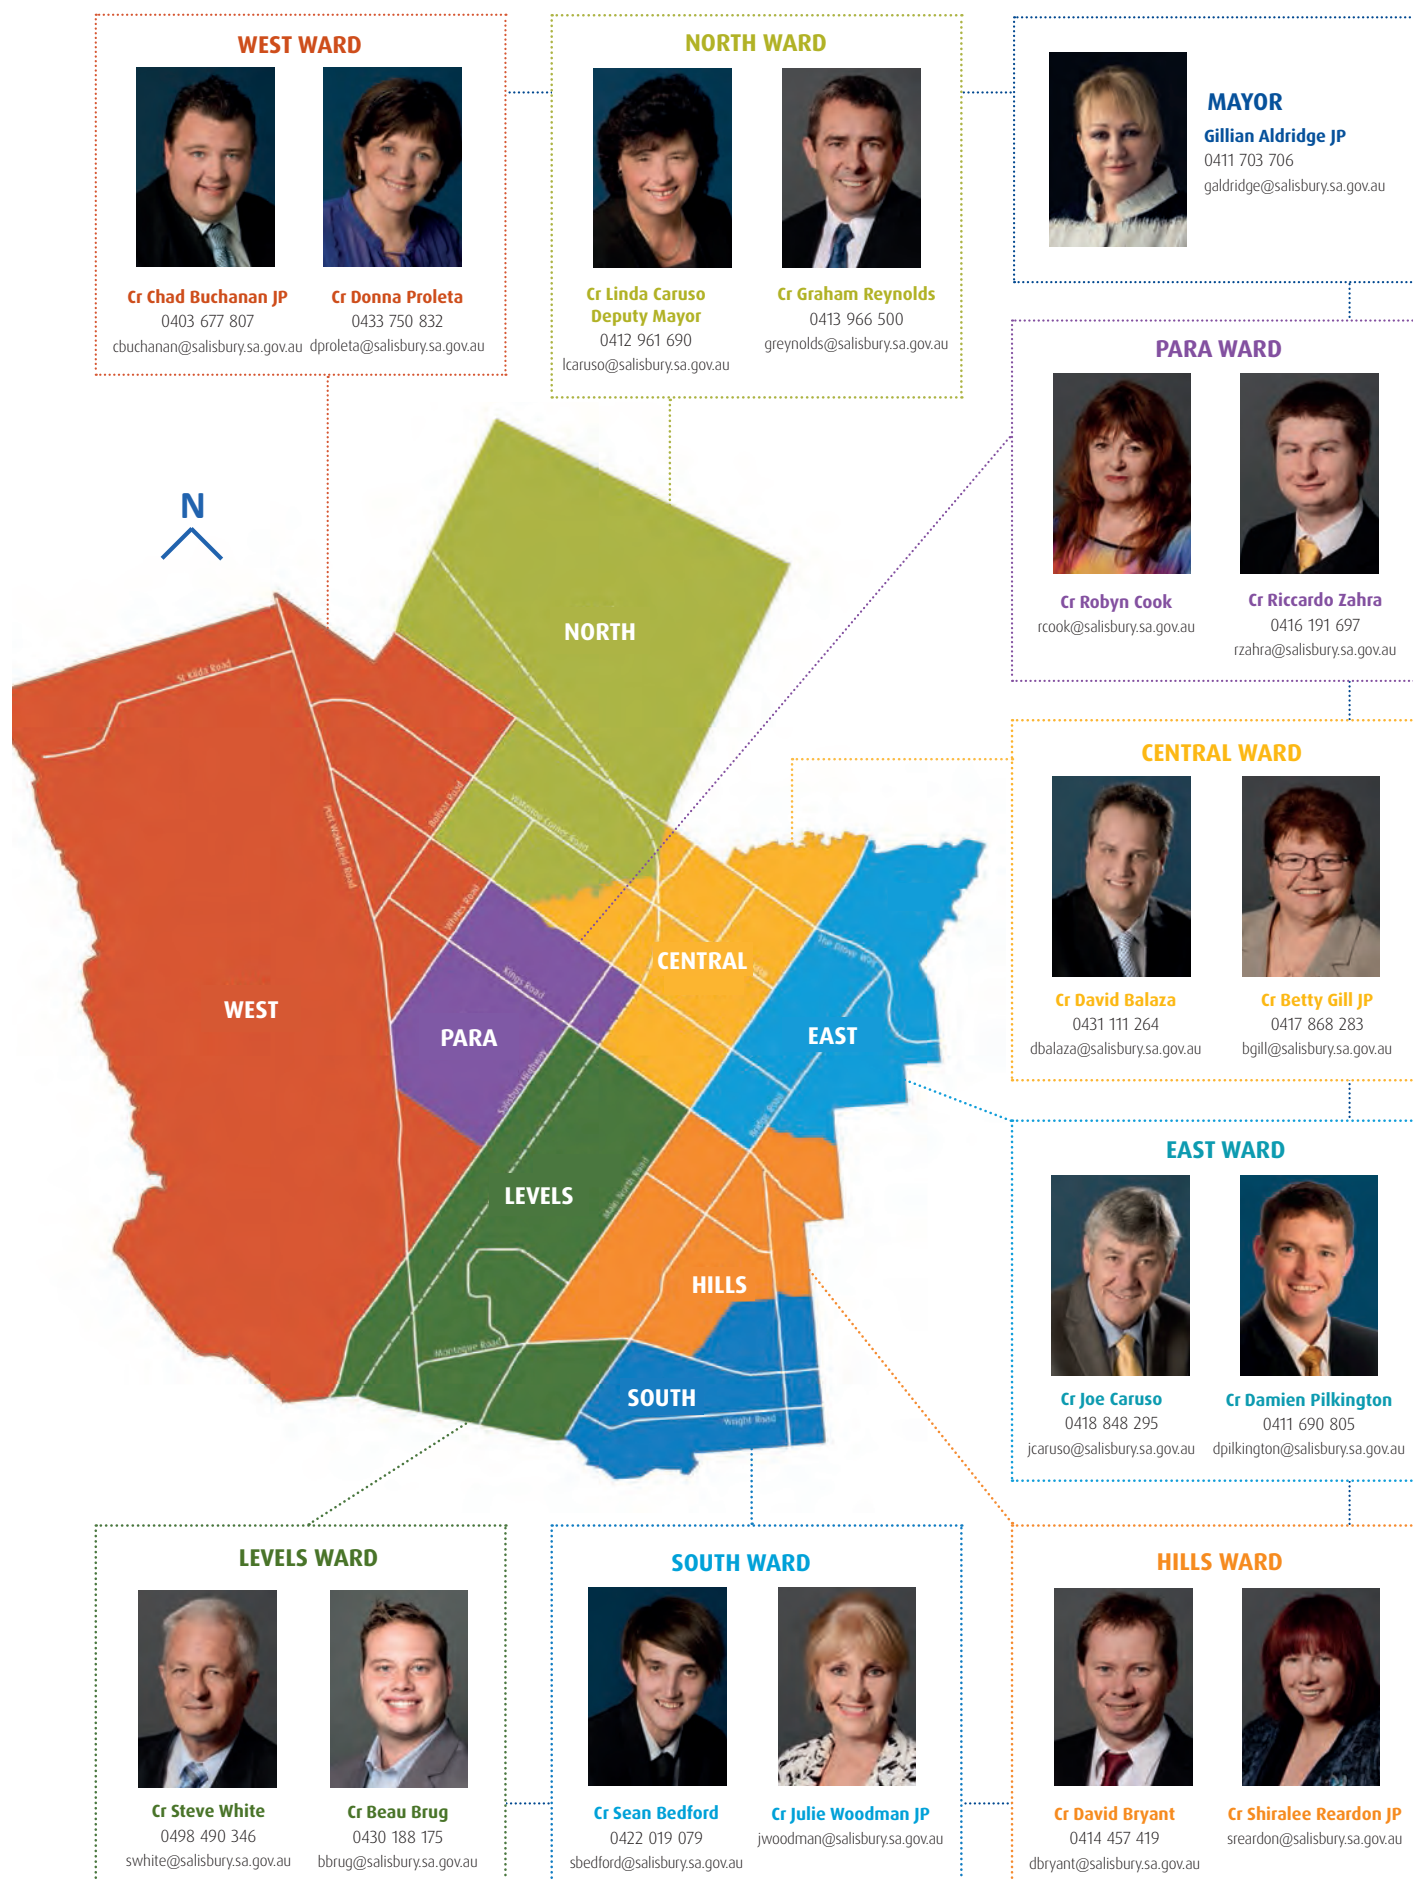 WEST WARD
Cr Chad Buchanan JP
0403 677 807
cbuchanan@salisbury.sa.gov.au
Cr Donna Proleta
0433 750 832
dproleta@salisbury.sa.gov.au
NORTH WARD
Cr Linda Caruso
Deputy Mayor
0412 961 690
lcaruso@salisbury.sa.gov.au
Cr Graham Reynolds
0413 966 500
greynolds@salisbury.sa.gov.au
MAYOR
Gillian Aldridge JP
0411 703 706
galdridge@salisbury.sa.gov.au
PARA WARD
Cr Robyn Cook
rcook@salisbury.sa.gov.au
Cr Riccardo Zahra
0416 191 697
rzahra@salisbury.sa.gov.au
CENTRAL WARD
Cr David Balaza
0431 111 264
dbalaza@salisbury.sa.gov.au
Cr Betty Gill JP
0417 868 283
bgill@salisbury.sa.gov.au
EAST WARD
Cr Joe Caruso
0418 848 295
jcaruso@salisbury.sa.gov.au
Cr Damien Pilkington
0411 690 805
dpilkington@salisbury.sa.gov.au
N
NORTH
St Kilda Road
Bolivar Road
Waterloo Corner Road
Port Wakefield Road
Whites Road
Kings Road
CENTRAL
The Grove Way
WEST
PARA
EAST
Salisbury Highway
Bridge Road
LEVELS
Main North Road
HILLS
Montague Road
SOUTH
Wright Road
LEVELS WARD
Cr Steve White
0498 490 346
swhite@salisbury.sa.gov.au
Cr Beau Brug
0430 188 175
bbrug@salisbury.sa.gov.au
SOUTH WARD
Cr Sean Bedford
0422 019 079
sbedford@salisbury.sa.gov.au
Cr Julie Woodman JP
jwoodman@salisbury.sa.gov.au
HILLS WARD
Cr David Bryant
0414 457 419
dbryant@salisbury.sa.gov.au
Cr Shiralee Reardon JP
sreardon@salisbury.sa.gov.au